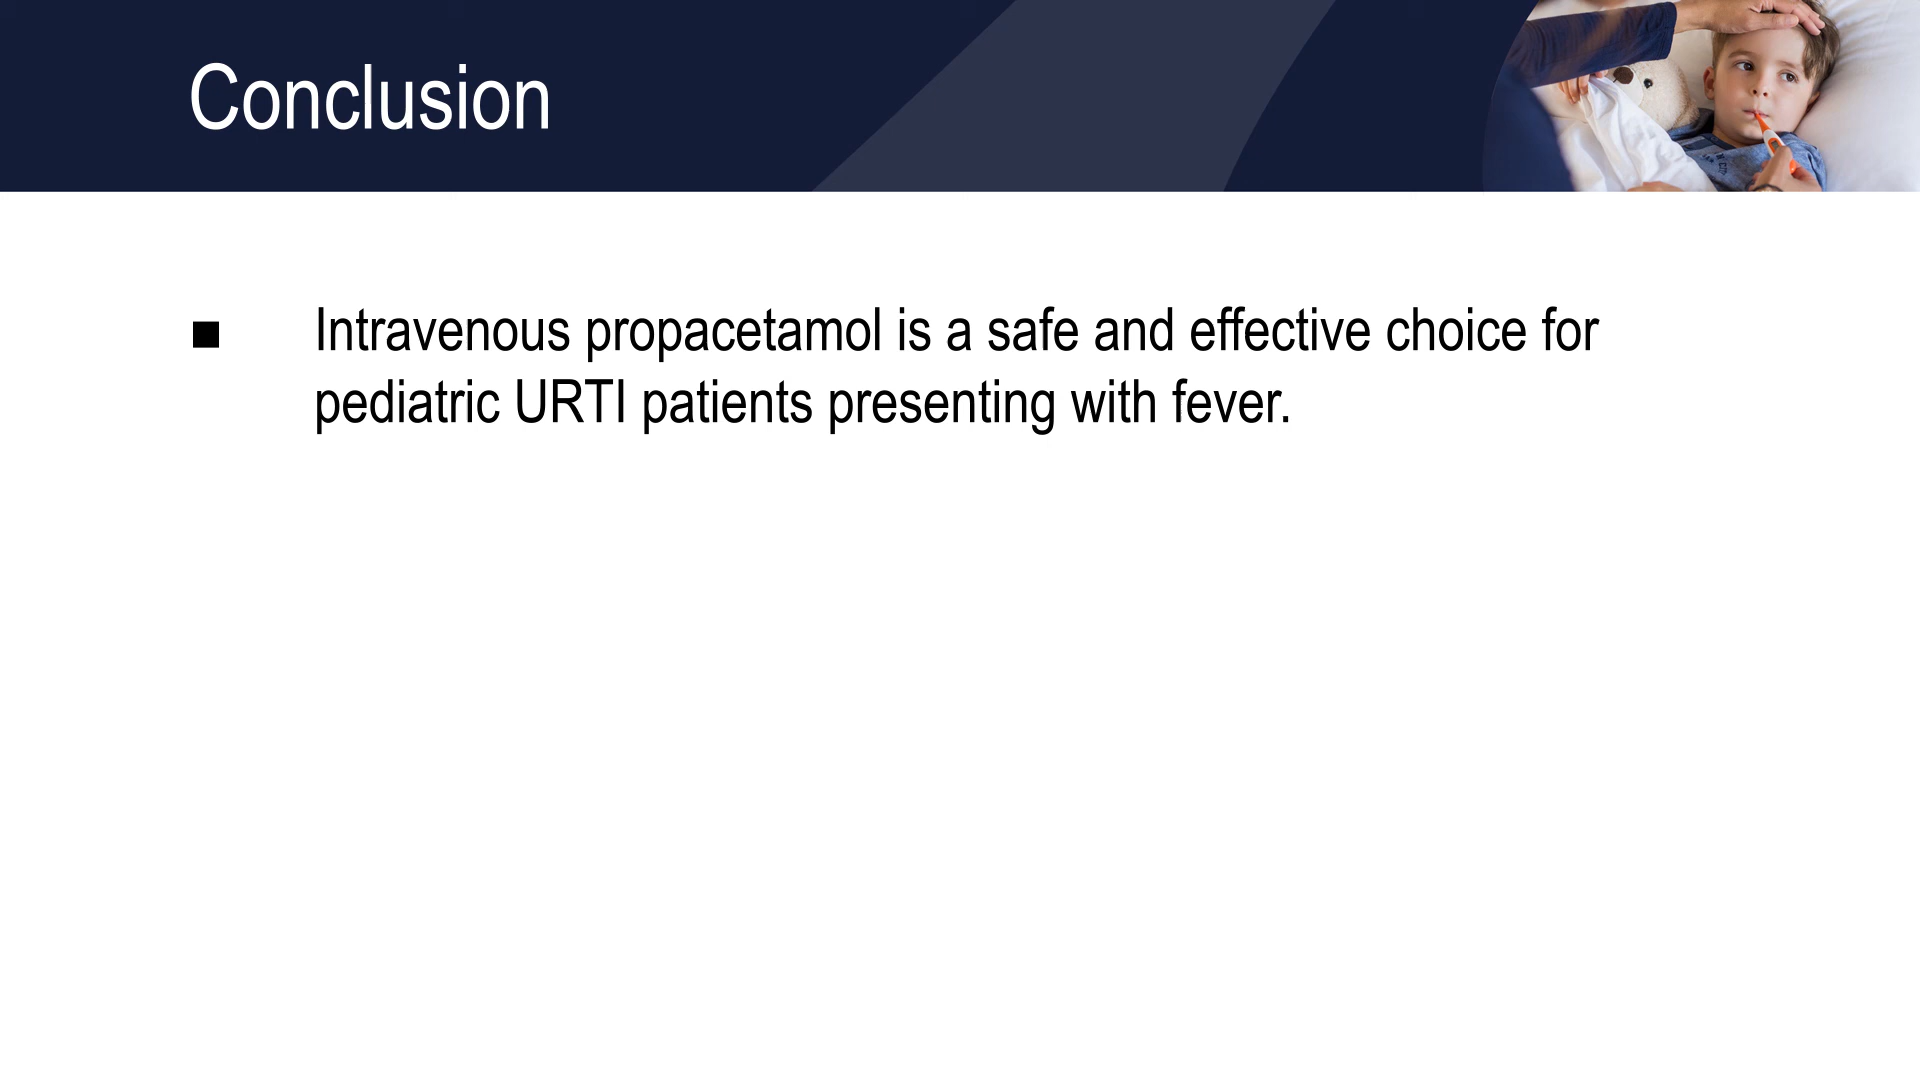 Conclusion
■ Intravenous propacetamol is a safe and effective choice for
pediatric URTI patients presenting with fever.